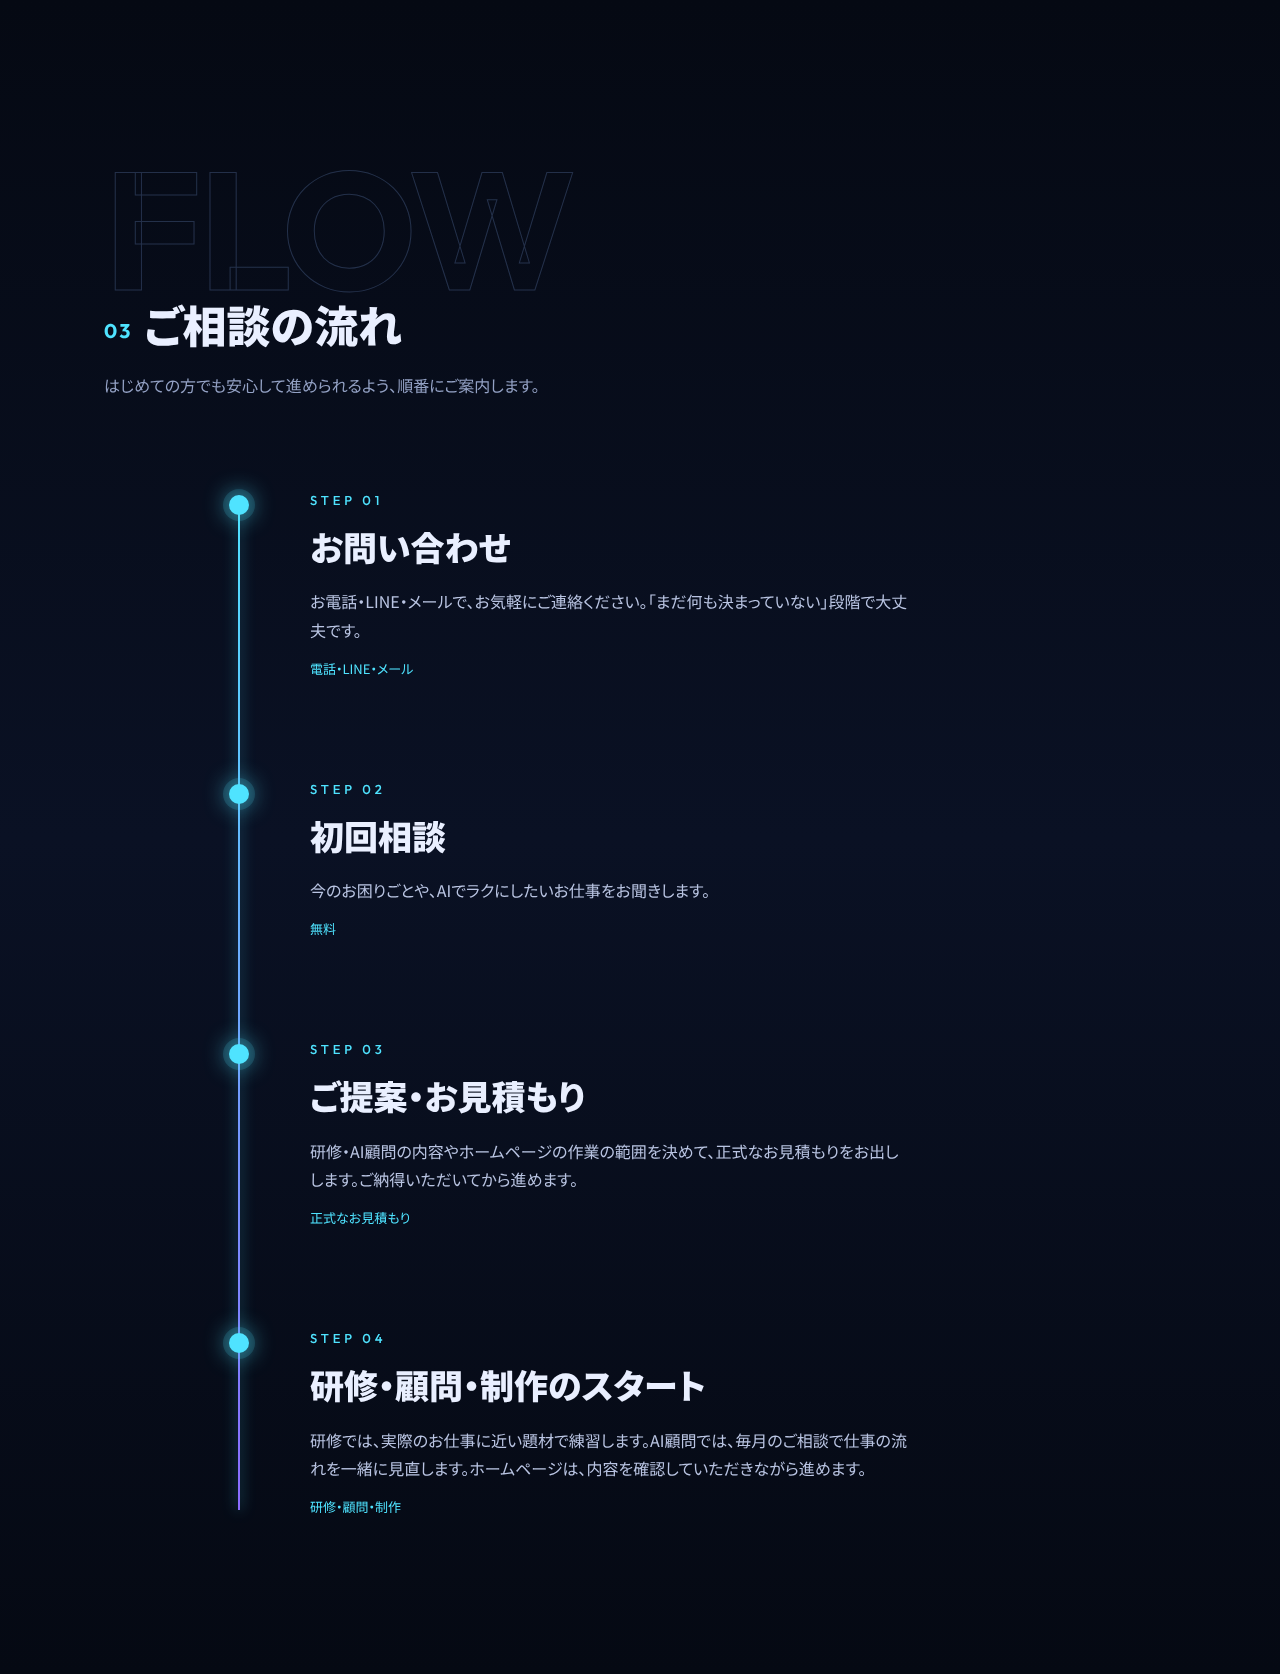 FLOW
03 ご相談の流れ
はじめての方でも安心して進められるよう、順番にご案内します。
STEP 01
お問い合わせ
お電話・LINE・メールで、お気軽にご連絡ください。「まだ何も決まっていない」段階で大丈
夫です。
電話・LINE・メール
STEP 02
初回相談
今のお困りごとや、AIでラクにしたいお仕事をお聞きします。
無料
STEP 03
ご提案・お見積もり
研修・AI顧問の内容やホームページの作業の範囲を決めて、正式なお見積もりをお出し
します。ご納得いただいてから進めます。
正式なお見積もり
STEP 04
研修・顧問・制作のスタート
研修では、実際のお仕事に近い題材で練習します。AI顧問では、毎月のご相談で仕事の流
れを一緒に見直します。ホームページは、内容を確認していただきながら進めます。
研修・顧問・制作